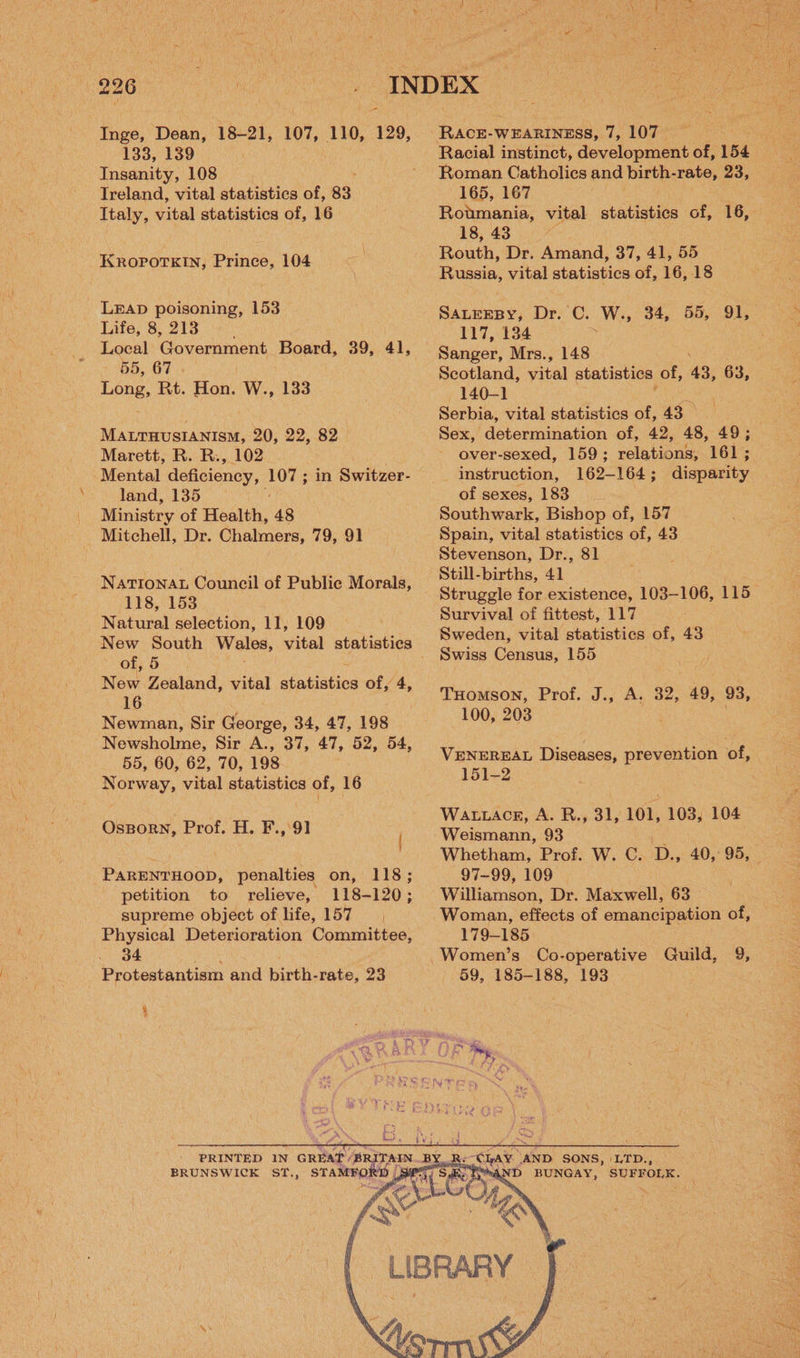 226
INDEX
Inge, Dean, 18–21, 107, 110, 129,
133, 139
Insanity, 108
Ireland, vital statistics of, 83
Italy, vital statistics of, 16
KROPOTKIN, Prince, 104
LEAD poisoning, 153
Life, 8, 213
Local Government Board, 39, 41,
55, 67
Long, Rt. Hon. W., 133
MALTHUSIANISM, 20, 22, 82
Marett, R. R., 102
Mental deficiency, 107; in Switzer-
land, 135
Ministry of Health, 48
Mitchell, Dr. Chalmers, 79, 91
NATIONAL Council of Public Morals,
118, 153
Natural selection, 11, 109
New South Wales, vital statistics
of, 5
New Zealand, vital statistics of, 4,
16
Newman, Sir George, 34, 47, 198
Newsholme, Sir A., 37, 47, 52, 54,
55, 60, 62, 70, 198
Norway, vital statistics of, 16
OSBORN, Prof. H. F., 91
PARENTHOOD, penalties on, 118;
petition to relieve, 118–120;
supreme object of life, 157
Physical Deterioration Committee,
34
Protestantism and birth-rate, 23
RACE-WEARINESS, 7, 107
Racial instinct, development of, 154
Roman Catholics and birth-rate, 23,
165, 167
Roumania, vital statistics of, 16,
18, 43
Routh, Dr. Amand, 37, 41, 55
Russia, vital statistics of, 16, 18
SALEEBY, Dr. C. W., 34, 55, 91,
117, 134
Sanger, Mrs., 148
Scotland, vital statistics of, 43, 63,
140–1
Serbia, vital statistics of, 43
Sex, determination of, 42, 48, 49;
over-sexed, 159; relations, 161;
instruction, 162–164; disparity
of sexes, 183
Southwark, Bishop of, 157
Spain, vital statistics of, 43
Stevenson, Dr., 81
Still-births, 41
Struggle for existence, 103–106, 115
Survival of fittest, 117
Sweden, vital statistics of, 43
Swiss Census, 155
THOMSON, Prof. J., A. 32, 49, 93,
100, 203
VENEREAL Diseases, prevention of,
151–2
WALLACE, A. R., 31, 101, 103, 104
Weismann, 93
Whetham, Prof. W. C. D., 40, 95,
97–99, 109
Williamson, Dr. Maxwell, 63
Woman, effects of emancipation of,
179–185
Women's Co-operative Guild, 9,
59, 185–188, 193
LIBRARY OF THE
PRESENTED
BY THE EDITOR OF
B. M. J.
PRINTED IN GREAT BRITAIN BY R. CLAY AND SONS, LTD.,
BRUNSWICK ST., STAMFORD ST., S.E. 1, AND BUNGAY, SUFFOLK.
LIBRARY